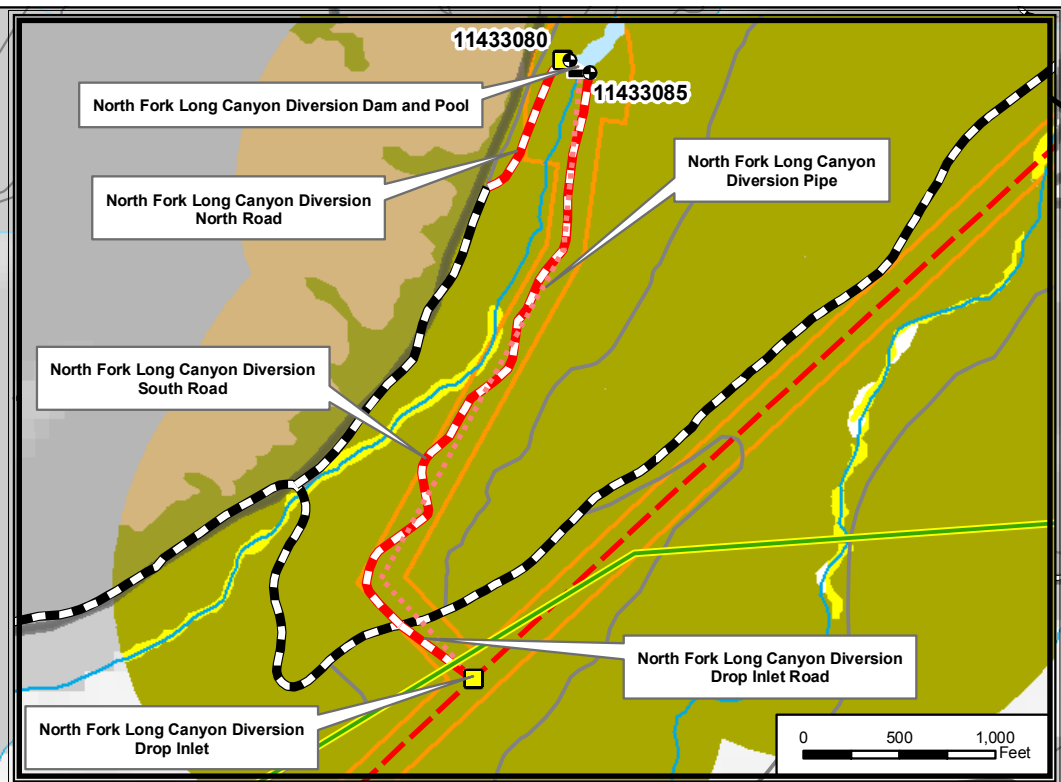 11433080
North Fork Long Canyon Diversion Dam and Pool
11433085
North Fork Long Canyon
Diversion Pipe
North Fork Long Canyon Diversion
North Road
North Fork Long Canyon Diversion
South Road
North Fork Long Canyon Diversion
Drop Inlet Road
North Fork Long Canyon Diversion
Drop Inlet
0 500 1,000
Feet